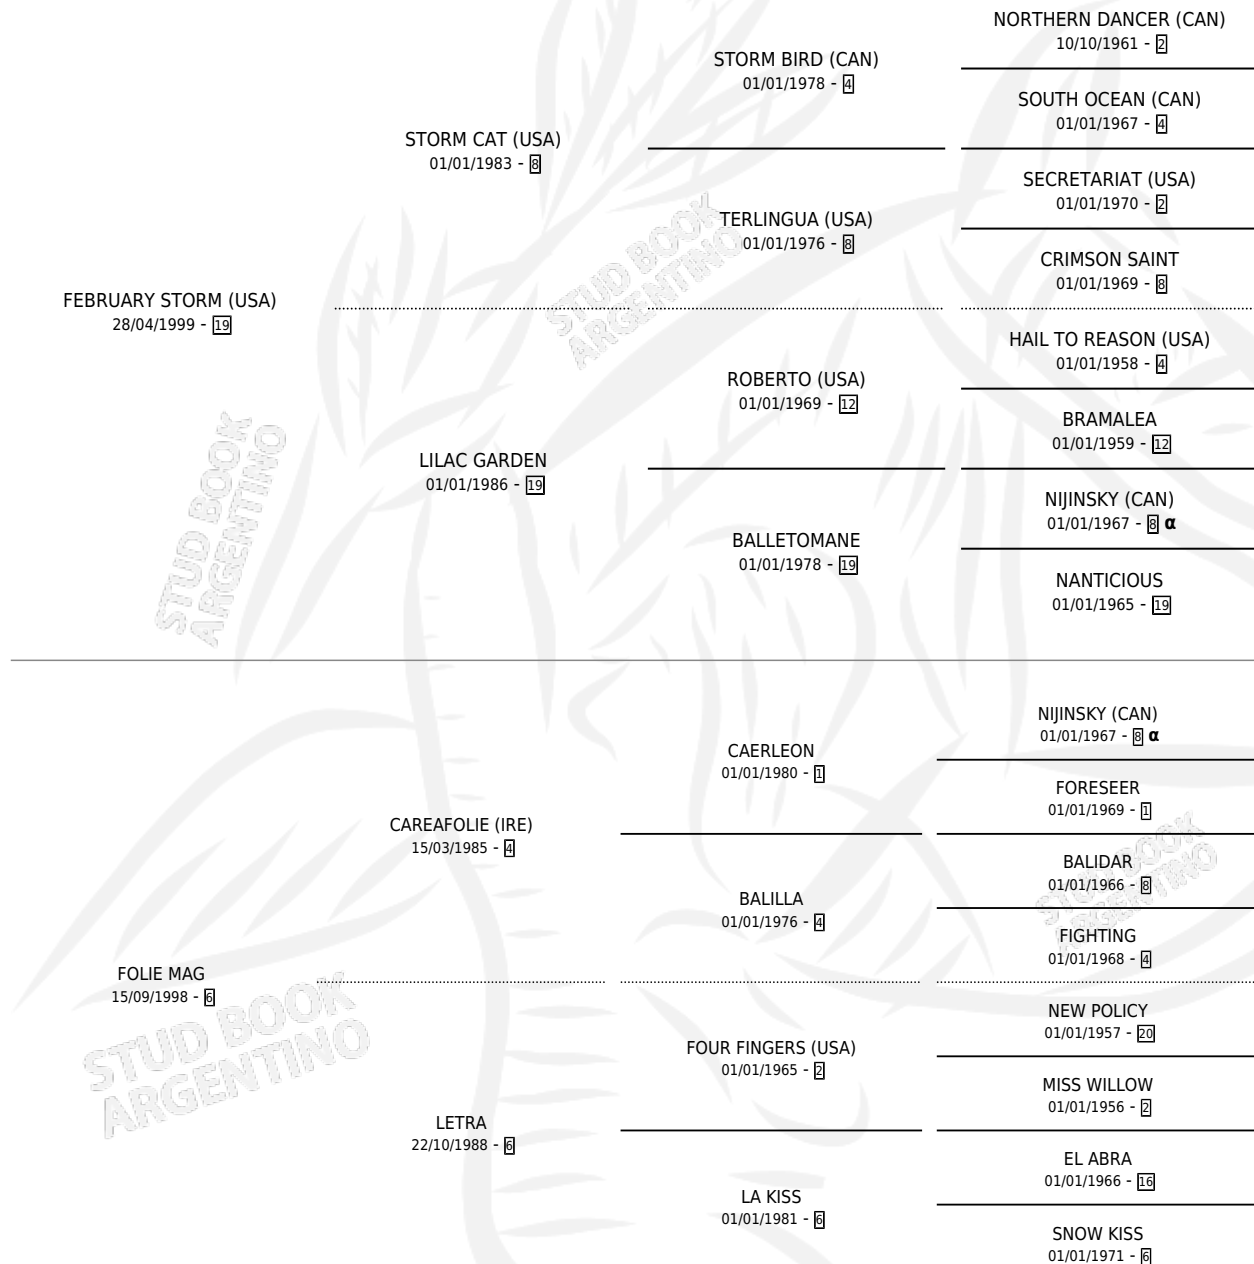 NORTHERN DANCER (CAN)
10/10/1961 - 2
STORM BIRD (CAN)
01/01/1978 - 4
SOUTH OCEAN (CAN)
01/01/1967 - 4
STORM CAT (USA)
01/01/1983 - 8
SECRETARIAT (USA)
01/01/1970 - 2
TERLINGUA (USA)
01/01/1976 - 8
CRIMSON SAINT
01/01/1969 - 8
FEBRUARY STORM (USA)
28/04/1999 - 19
HAIL TO REASON (USA)
01/01/1958 - 4
ROBERTO (USA)
01/01/1969 - 12
BRAMALEA
01/01/1959 - 12
LILAC GARDEN
01/01/1986 - 19
NIJINSKY (CAN)
01/01/1967 - 8 α
BALLETOMANE
01/01/1978 - 19
NANTICIOUS
01/01/1965 - 19
NIJINSKY (CAN)
01/01/1967 - 8 α
CAERLEON
01/01/1980 - 1
FORESEER
01/01/1969 - 1
CAREAFOLIE (IRE)
15/03/1985 - 4
BALIDAR
01/01/1966 - 8
BALILLA
01/01/1976 - 4
FIGHTING
01/01/1968 - 4
FOLIE MAG
15/09/1998 - 6
NEW POLICY
01/01/1957 - 20
FOUR FINGERS (USA)
01/01/1965 - 2
MISS WILLOW
01/01/1956 - 2
LETRA
22/10/1988 - 6
EL ABRA
01/01/1966 - 16
LA KISS
01/01/1981 - 6
SNOW KISS
01/01/1971 - 6
STUD BOOK
ARGENTINO
STUD BOOK
ARGENTINO
STUD BOOK
ARGENTINO
STUD BOOK
ARGENTINO